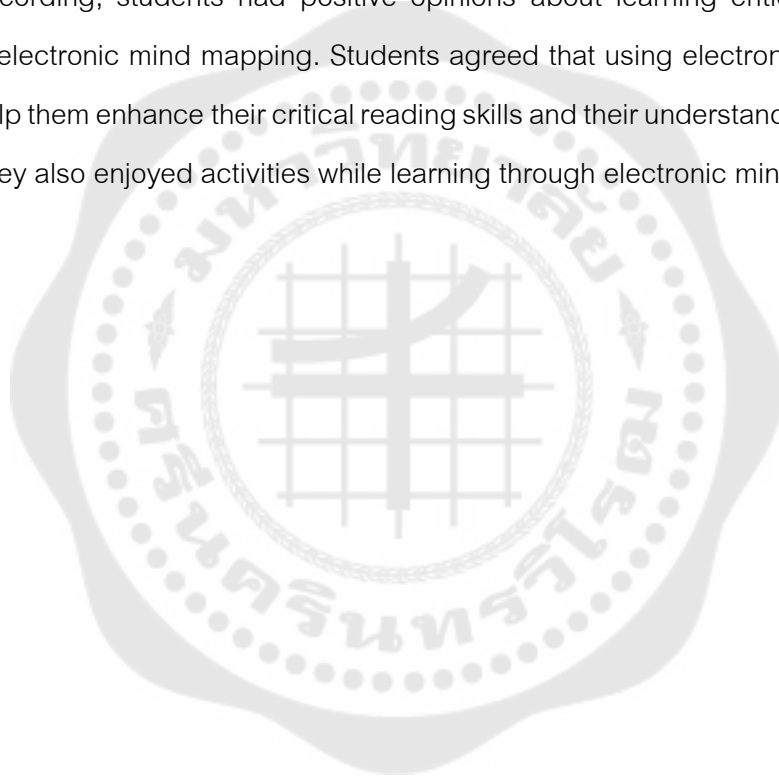 cording, students had positive opinions about learning critic
electronic mind mapping. Students agreed that using electron
lp them enhance their critical reading skills and their understand
ey also enjoyed activities while learning through electronic min
มหาวิทยาลัย
ศรีนครินทรวิโรฒ